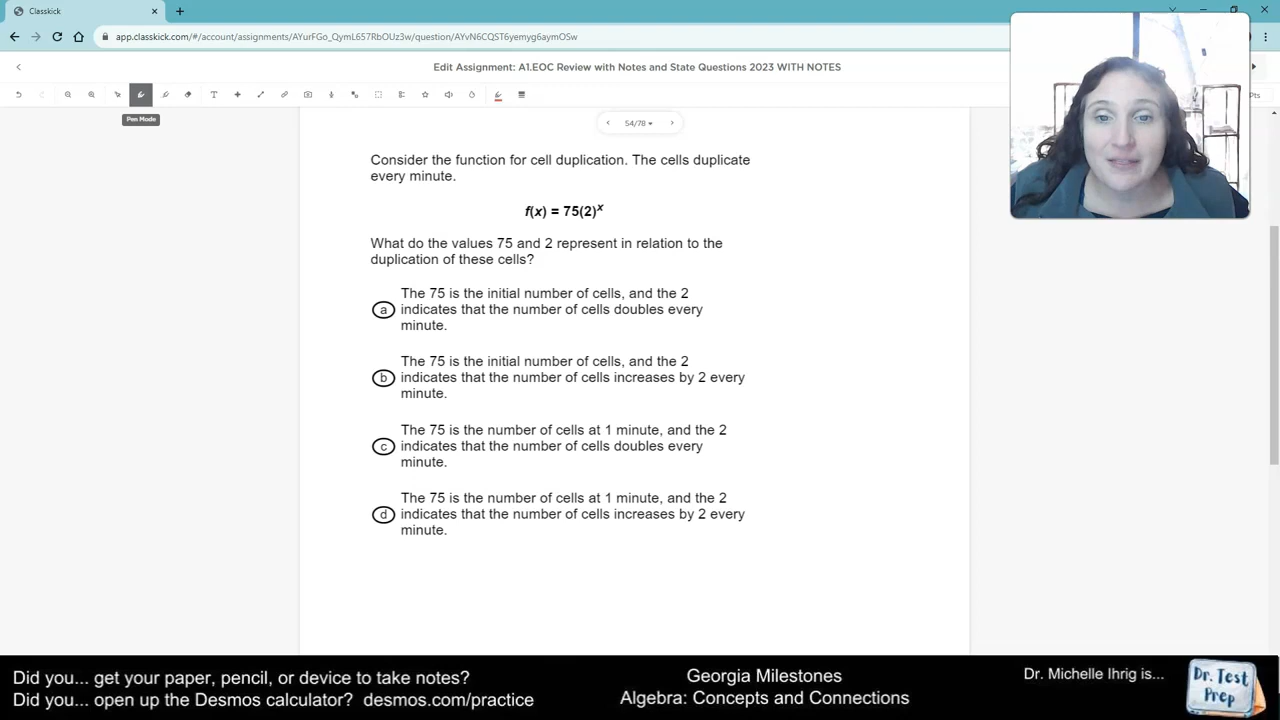 Classkick
app.classkick.com/#/account/assignments/AYurFGo_QymL657RbOUz3w/question/AYvN6CQST6yemyg6aymOSw
Edit Assignment: A1.EOC Review with Notes and State Questions 2023 WITH NOTES
Pts
Pen Mode
54/78
Consider the function for cell duplication. The cells duplicate
every minute.
f(x) = 75(2)^x
What do the values 75 and 2 represent in relation to the
duplication of these cells?
The 75 is the initial number of cells, and the 2
a indicates that the number of cells doubles every
minute.
The 75 is the initial number of cells, and the 2
b indicates that the number of cells increases by 2 every
minute.
The 75 is the number of cells at 1 minute, and the 2
c indicates that the number of cells doubles every
minute.
The 75 is the number of cells at 1 minute, and the 2
d indicates that the number of cells increases by 2 every
minute.
Did you... get your paper, pencil, or device to take notes?
Did you... open up the Desmos calculator? desmos.com/practice
Georgia Milestones
Algebra: Concepts and Connections
Dr. Michelle Ihrig is...
Dr. Test
Prep